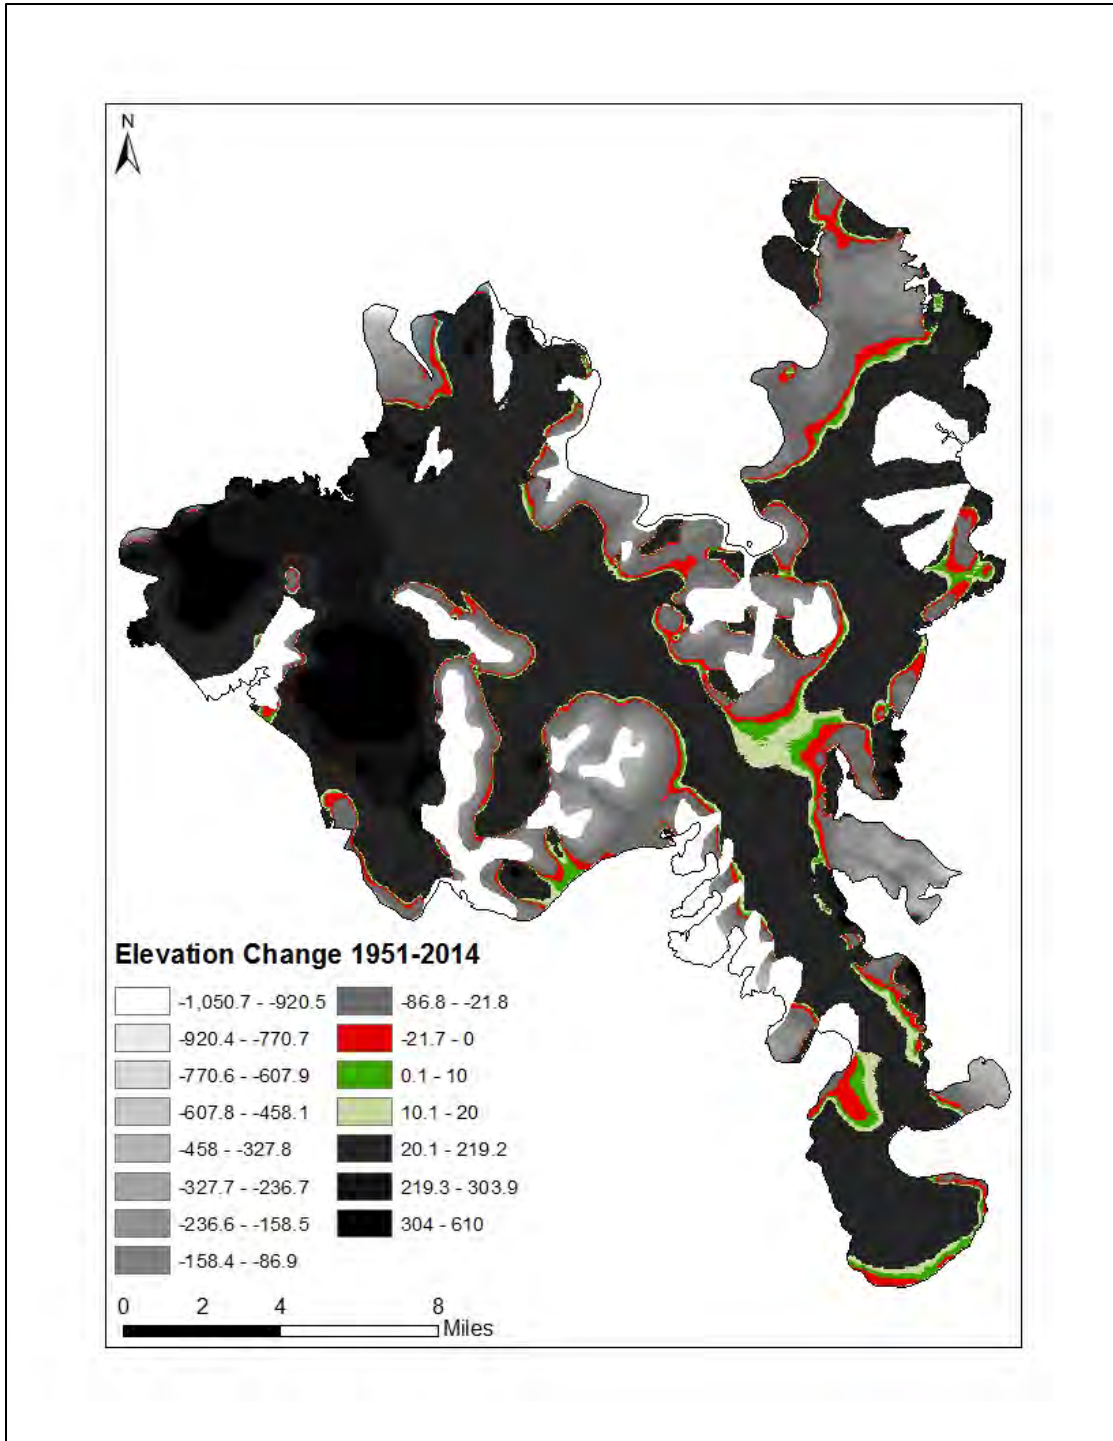 N
Elevation Change 1951-2014
-1,050.7 - -920.5
-920.4 - -770.7
-770.6 - -607.9
-607.8 - -458.1
-458 - -327.8
-327.7 - -236.7
-236.6 - -158.5
-158.4 - -86.9
-86.8 - -21.8
-21.7 - 0
0.1 - 10
10.1 - 20
20.1 - 219.2
219.3 - 303.9
304 - 610
0 2 4 8
Miles